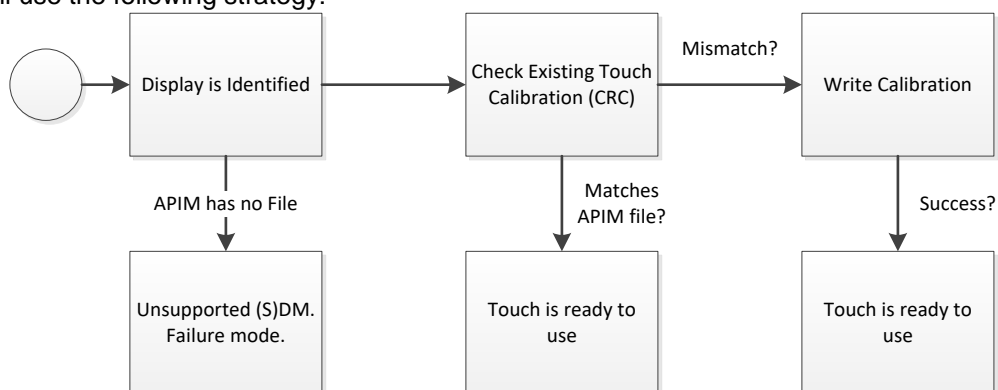 use the following strategy:
Display is Identified
Check Existing Touch
Calibration (CRC)
Mismatch?
Write Calibration
APIM has no File
Matches
APIM file?
Success?
Unsupported (S)DM.
Failure mode.
Touch is ready to
use
Touch is ready to
use